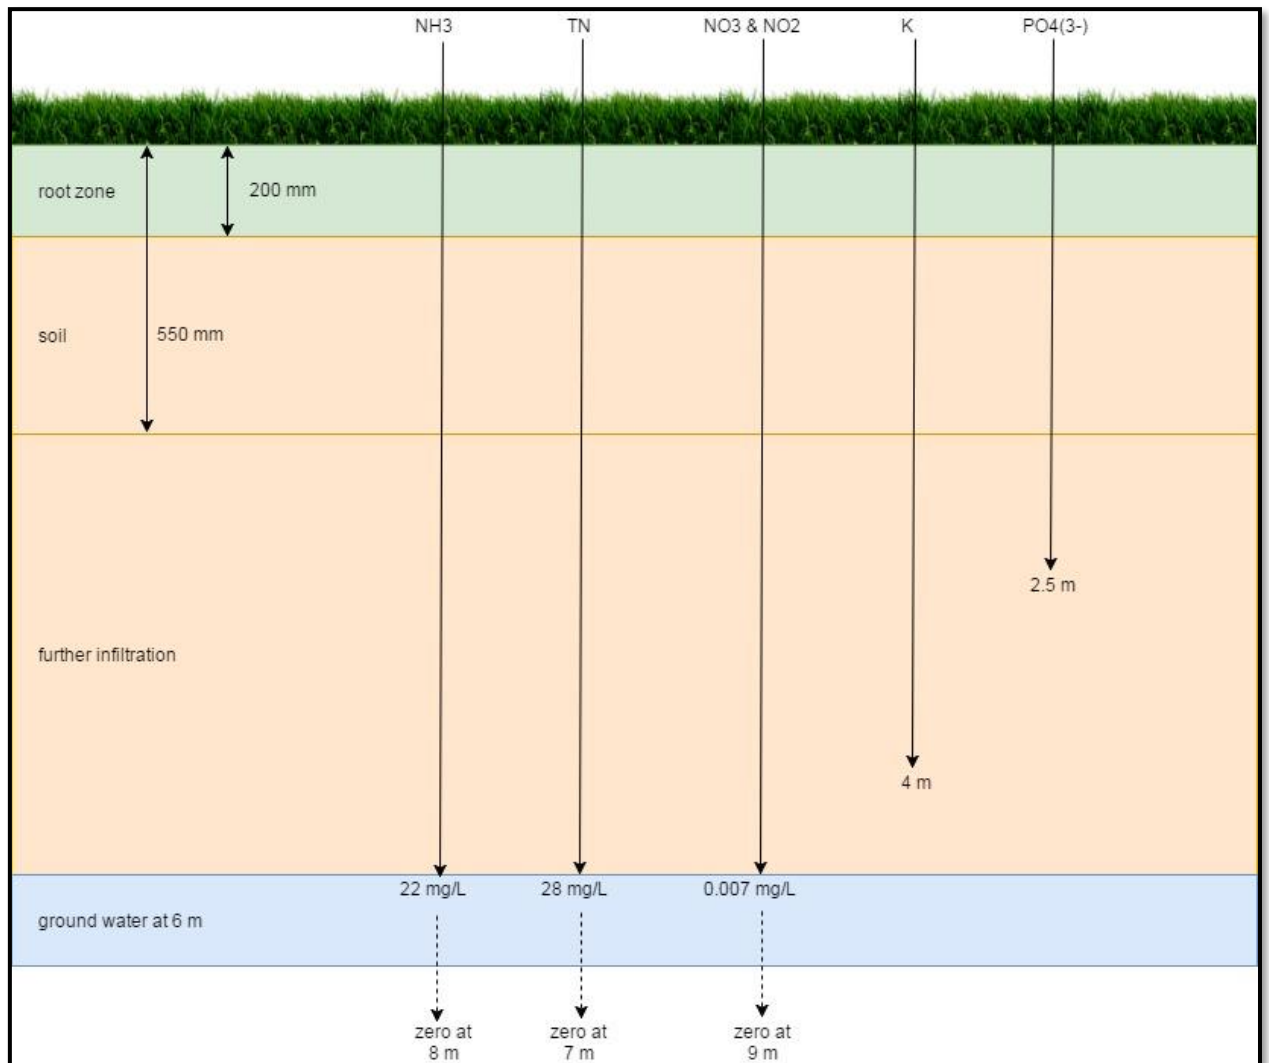 NH3 TN NO3 & NO2 K PO4(3-)
root zone 200 mm
soil 550 mm
2.5 m
further infiltration
4 m
22 mg/L 28 mg/L 0.007 mg/L
ground water at 6 m
zero at zero at zero at
8 m 7 m 9 m